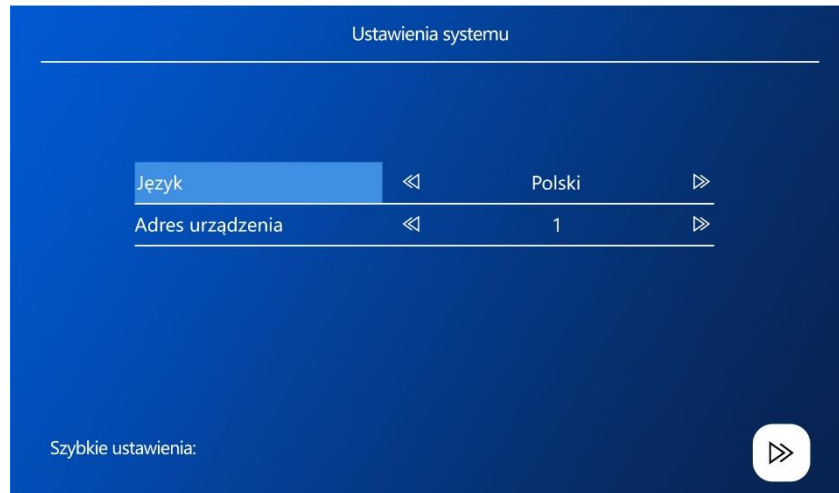 Ustawienia systemu
Język Polski
Adres urządzenia 1
Szybkie ustawienia: